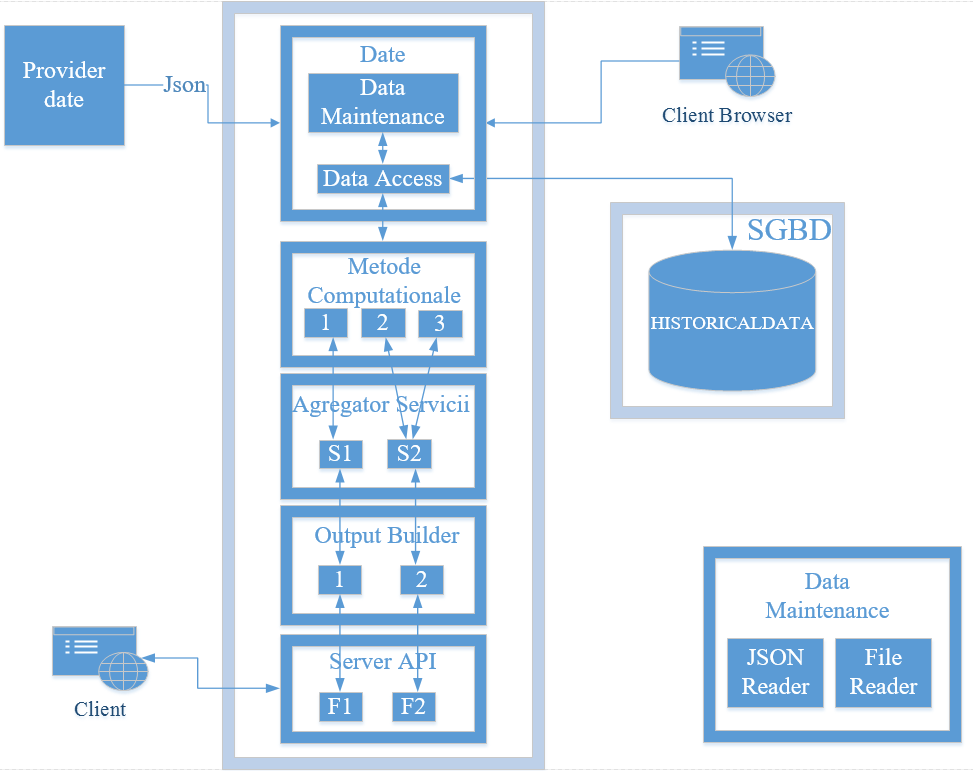 Provider
date
Json
Date
Data
Maintenance
Data Access
Client Browser
SGBD
HISTORICALDATA
Metode
Computationale
1
2
3
Agregator Servicii
S1
S2
Output Builder
1
2
Server API
F1
F2
Client
Data
Maintenance
JSON
Reader
File
Reader